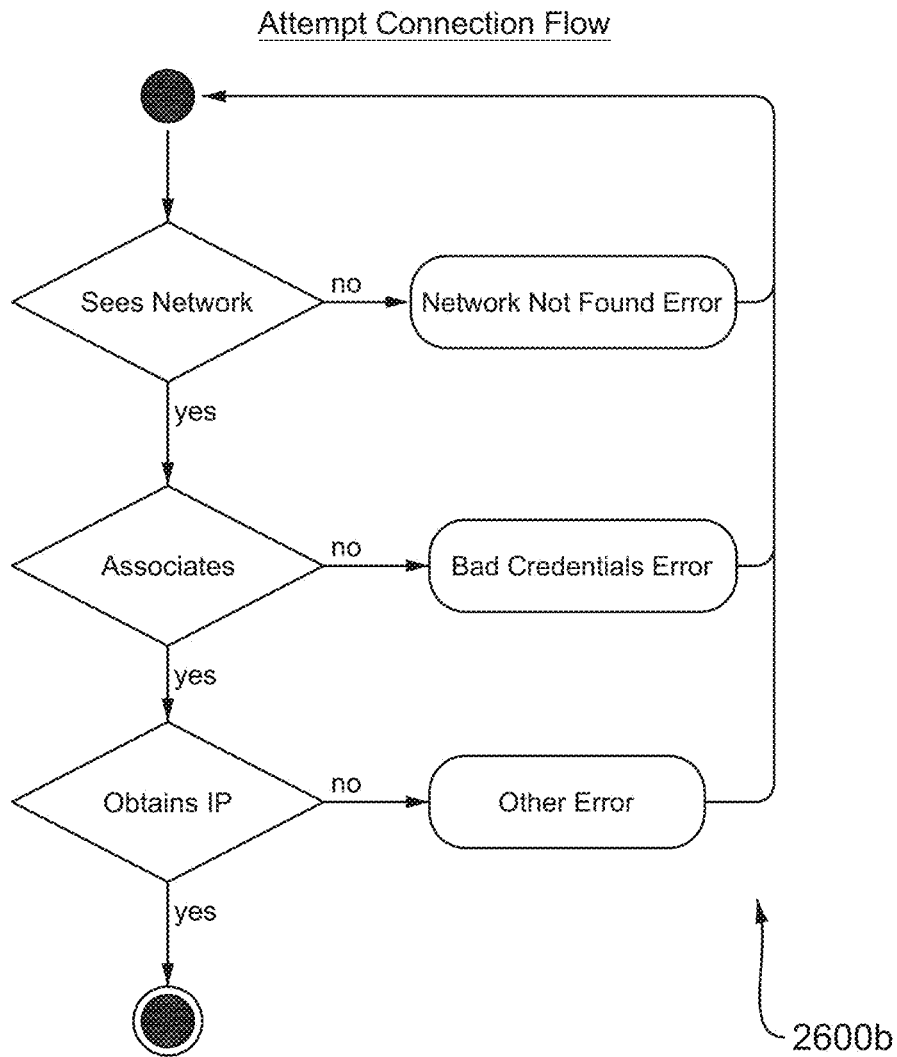 Attempt Connection Flow
Sees Network
no
Network Not Found Error
yes
Associates
no
Bad Credentials Error
yes
Obtains IP
no
Other Error
yes
2600b